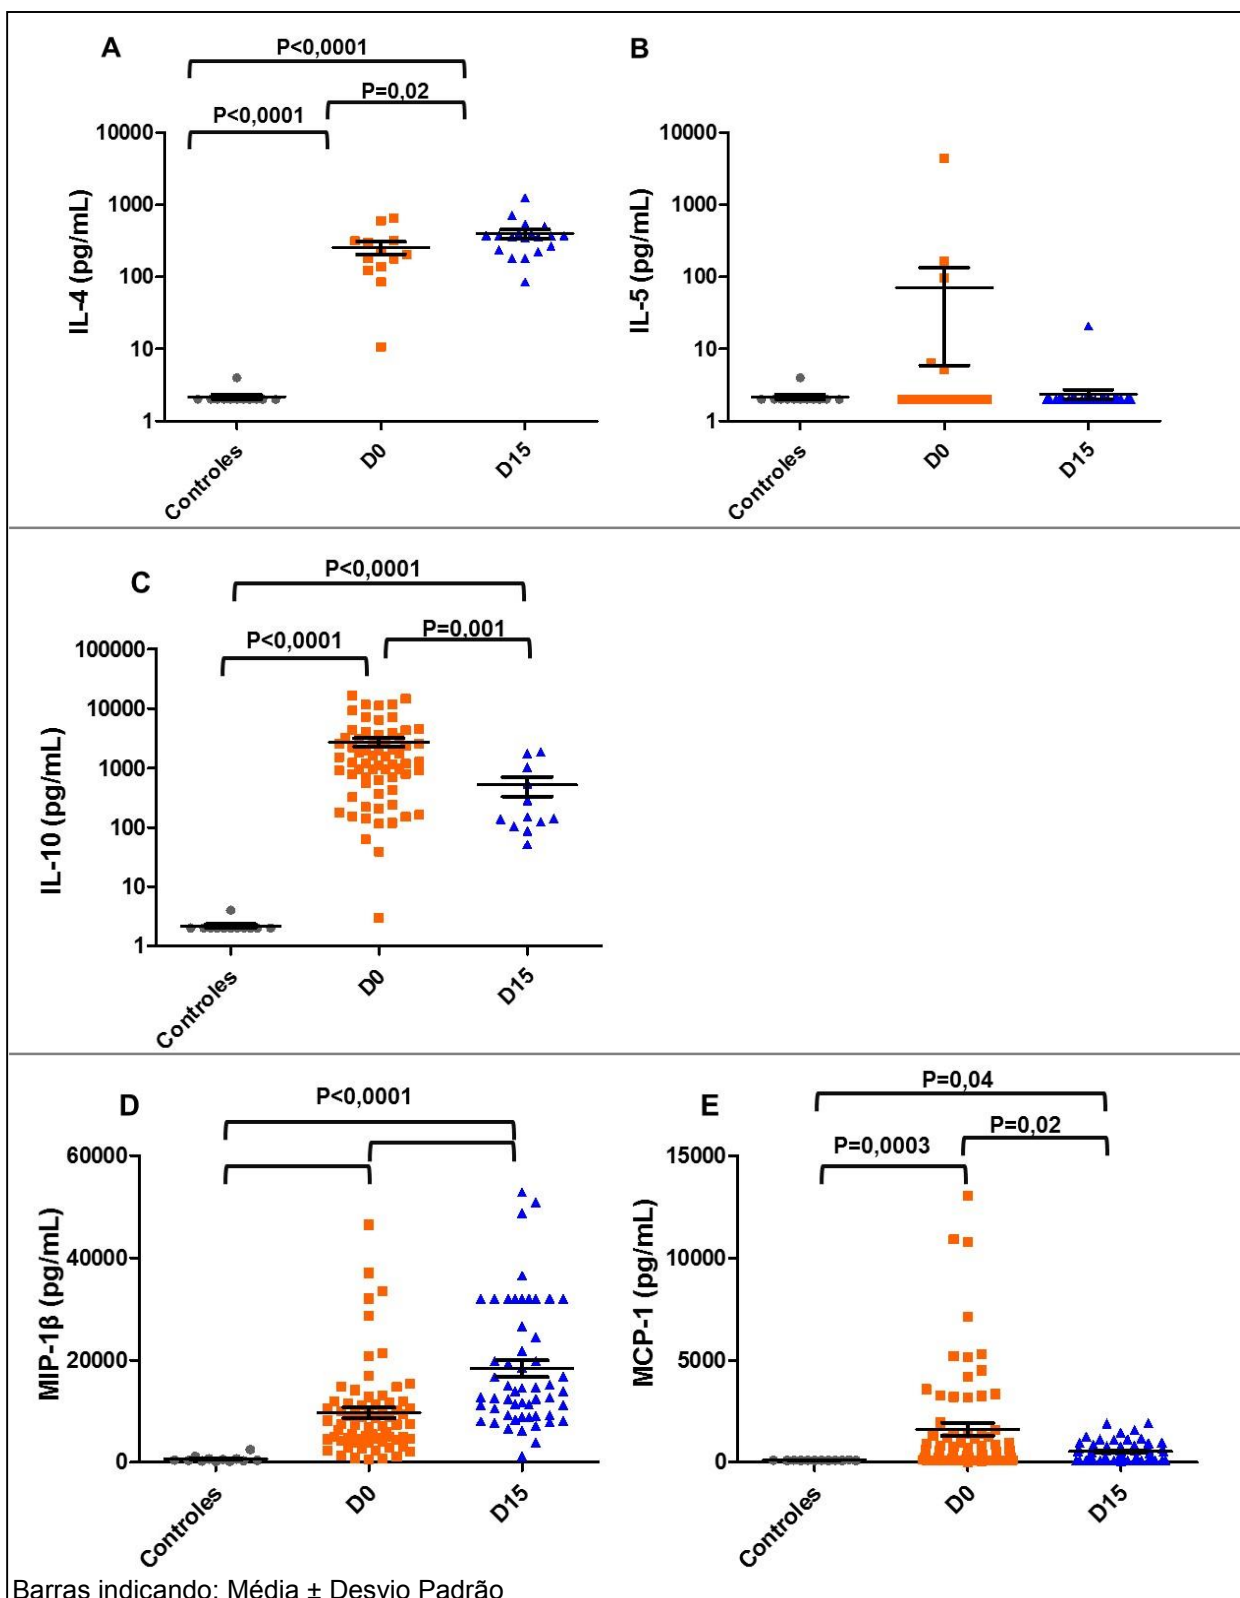 A
P<0,0001
P=0,02
P<0,0001
10000
1000
100
10
1
IL-4 (pg/mL)
Controles
D0
D15
B
10000
1000
100
10
1
IL-5 (pg/mL)
Controles
D0
D15
C
P<0,0001
P<0,0001
P=0,001
100000
10000
1000
100
10
1
IL-10 (pg/mL)
Controles
D0
D15
D
P<0,0001
60000
40000
20000
0
MIP-1β (pg/mL)
Controles
D0
D15
E
P=0,04
P=0,02
P=0,0003
15000
10000
5000
0
MCP-1 (pg/mL)
Controles
D0
D15
Barras indicando: Média ± Desvio Padrão